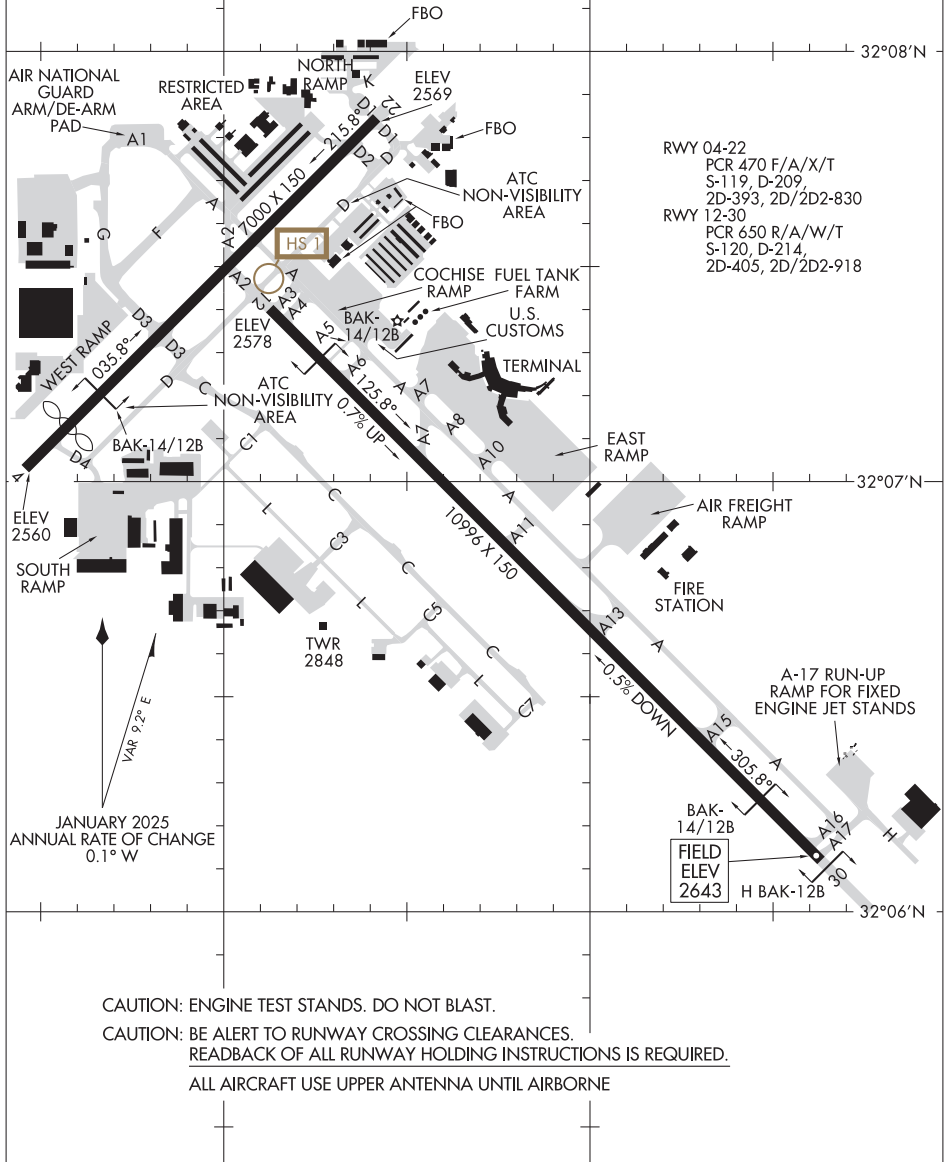 FBO
32°08'N
AIR NATIONAL
GUARD
ARM/DE-ARM
PAD
A1
RESTRICTED
AREA
NORTH
RAMP
K
ELEV
2569
D1
22
D1
D2
D
FBO
215.8°
7000 X 150
RWY 04-22
PCR 470 F/A/X/T
S-119, D-209,
2D-393, 2D/2D2-830
RWY 12-30
PCR 650 R/A/W/T
S-120, D-214,
2D-405, 2D/2D2-918
ATC
NON-VISIBILITY
AREA
D
FBO
A
G
F
A2
HS 1
A2
12
A
A3
A4
ELEV
2578
COCHISE
RAMP
FUEL TANK
FARM
BAK-
14/12B
U.S.
CUSTOMS
TERMINAL
A5
A6
125.8°
0.7% UP
A
A7
A7
A8
A10
WEST RAMP
035.8°
D3
D3
D
C
ATC
NON-VISIBILITY
AREA
BAK-14/12B
D4
C1
A
EAST
RAMP
32°07'N
ELEV
2560
SOUTH
RAMP
L
C
C3
C
L
C5
C
L
C7
TWR
2848
10996 X 150
A
A11
AIR FREIGHT
RAMP
FIRE
STATION
A13
A
0.5% DOWN
A-17 RUN-UP
RAMP FOR FIXED
ENGINE JET STANDS
A15
305.8°
A
BAK-
14/12B
A16
A17
H
FIELD
ELEV
2643
H BAK-12B
30
VAR 9.2° E
JANUARY 2025
ANNUAL RATE OF CHANGE
0.1° W
32°06'N
CAUTION: ENGINE TEST STANDS. DO NOT BLAST.
CAUTION: BE ALERT TO RUNWAY CROSSING CLEARANCES.
READBACK OF ALL RUNWAY HOLDING INSTRUCTIONS IS REQUIRED.
ALL AIRCRAFT USE UPPER ANTENNA UNTIL AIRBORNE